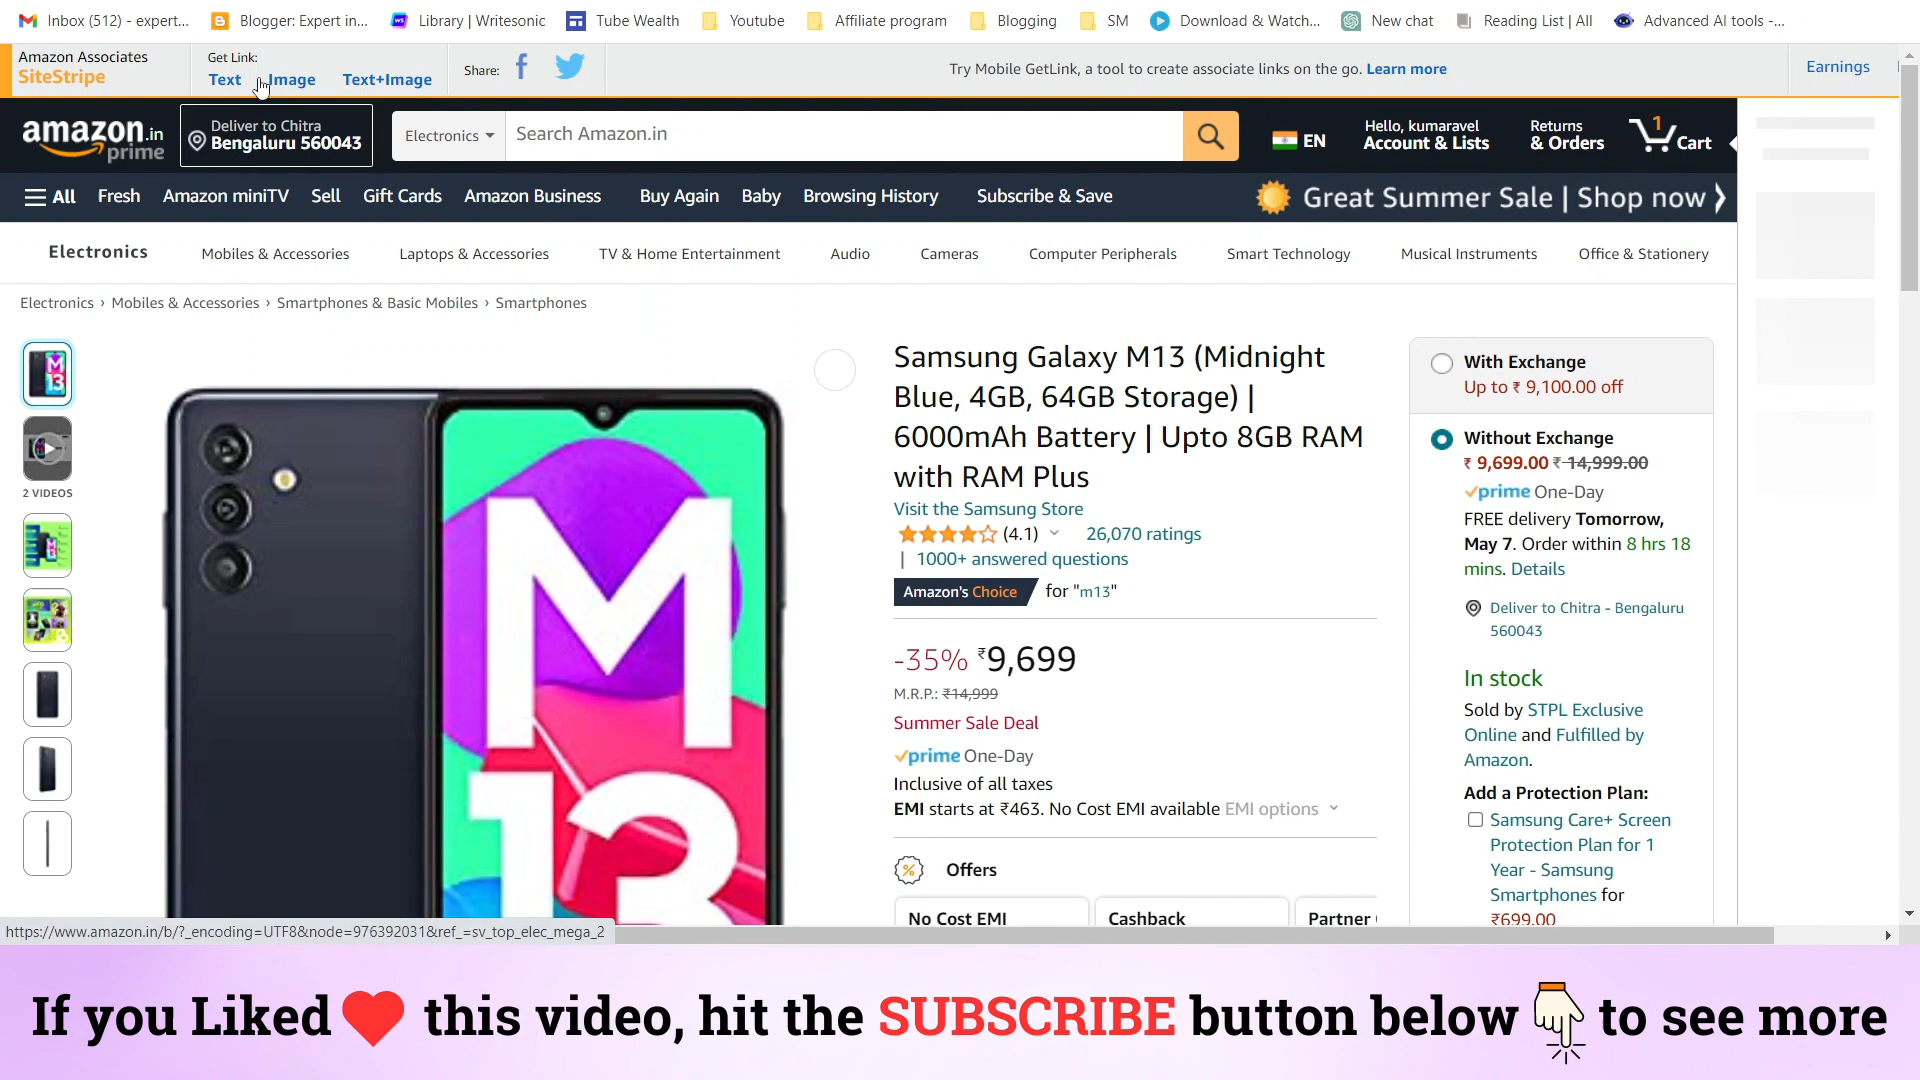 Inbox (512) - expert...
Blogger: Expert in...
Library | Writesonic
Tube Wealth
Youtube
Affiliate program
Blogging
SM
Download & Watch...
New chat
Reading List | All
Advanced AI tools -...
Amazon Associates
SiteStripe
Get Link:
Text Image Text+Image
Share:
Try Mobile GetLink, a tool to create associate links on the go. Learn more
Earnings
amazon.in
prime
Deliver to Chitra
Bengaluru 560043
Electronics
Search Amazon.in
EN
Hello, kumaravel
Account & Lists
Returns
& Orders
1
Cart
All Fresh Amazon miniTV Sell Gift Cards Amazon Business Buy Again Baby Browsing History Subscribe & Save
Great Summer Sale | Shop now
Electronics Mobiles & Accessories Laptops & Accessories TV & Home Entertainment Audio Cameras Computer Peripherals Smart Technology Musical Instruments Office & Stationery
Electronics › Mobiles & Accessories › Smartphones & Basic Mobiles › Smartphones
M
13
2 VIDEOS
M
13
Samsung Galaxy M13 (Midnight
Blue, 4GB, 64GB Storage) |
6000mAh Battery | Upto 8GB RAM
with RAM Plus
Visit the Samsung Store
(4.1) 26,070 ratings
| 1000+ answered questions
Amazon's Choice for "m13"
-35% ₹9,699
M.R.P.: ₹14,999
Summer Sale Deal
prime One-Day
Inclusive of all taxes
EMI starts at ₹463. No Cost EMI available EMI options
% Offers
No Cost EMI
Cashback
Partner
With Exchange
Up to ₹ 9,100.00 off
Without Exchange
₹ 9,699.00 ₹ 14,999.00
prime One-Day
FREE delivery Tomorrow,
May 7. Order within 8 hrs 18
mins. Details
Deliver to Chitra - Bengaluru
560043
In stock
Sold by STPL Exclusive
Online and Fulfilled by
Amazon.
Add a Protection Plan:
Samsung Care+ Screen
Protection Plan for 1
Year - Samsung
Smartphones for
₹699.00
https://www.amazon.in/b/?_encoding=UTF8&node=976392031&ref_=sv_top_elec_mega_2
If you Liked this video, hit the SUBSCRIBE button below to see more